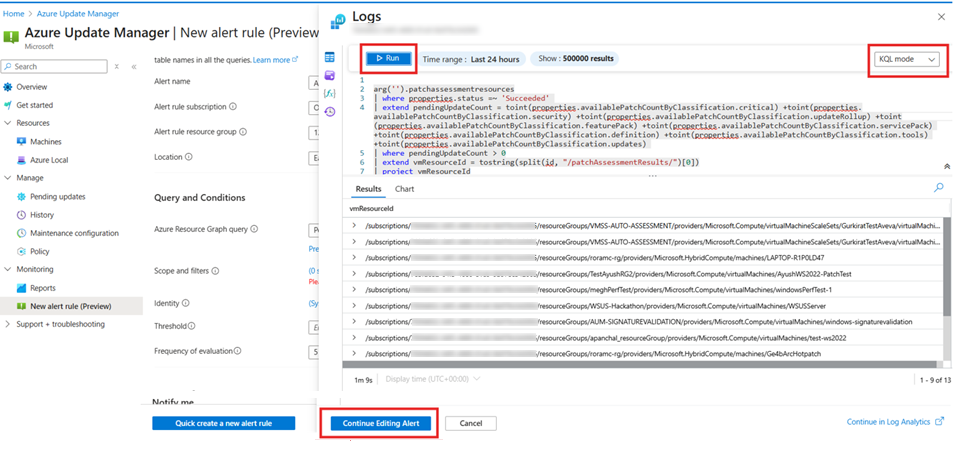 Home > Azure Update Manager
Azure Update Manager | New alert rule (Preview
Microsoft
Search
Overview
Get started
Resources
Machines
Azure Local
Manage
Pending updates
History
Maintenance configuration
Policy
Monitoring
Reports
New alert rule (Preview)
Support + troubleshooting
table names in all the queries. Learn more
Alert name
Alert rule subscription
Alert rule resource group
Location
Query and Conditions
Azure Resource Graph query
Pre
Scope and filters
(0 s
Ple
Identity
(Sy
Threshold
Frequency of evaluation
5
Notify me
Quick create a new alert rule
Logs
Run
Time range : Last 24 hours
Show : 500000 results
KQL mode
1
2 arg('').patchassessmentresources
3 | where properties.status =~ 'Succeeded'
4 | extend pendingUpdateCount = toint(properties.availablePatchCountByClassification.critical) +toint(properties.
availablePatchCountByClassification.security) +toint(properties.availablePatchCountByClassification.updateRollup) +toint
(properties.availablePatchCountByClassification.featurePack) +toint(properties.availablePatchCountByClassification.servicePack)
+toint(properties.availablePatchCountByClassification.definition) +toint(properties.availablePatchCountByClassification.tools)
+toint(properties.availablePatchCountByClassification.updates)
5 | where pendingUpdateCount > 0
6 | extend vmResourceId = tostring(split(id, "/patchAssessmentResults/")[0])
7 | project vmResourceId
Results Chart
vmResourceId
/subscriptions/ /resourceGroups/VMSS-AUTO-ASSESSMENT/providers/Microsoft.Compute/virtualMachineScaleSets/GurkiratTestAveva/virtualMachi...
/subscriptions/ /resourceGroups/VMSS-AUTO-ASSESSMENT/providers/Microsoft.Compute/virtualMachineScaleSets/GurkiratTestAveva/virtualMachi...
/subscriptions/ /resourceGroups/roramc-rg/providers/Microsoft.HybridCompute/machines/LAPTOP-R1P0LD47
/subscriptions/ /resourceGroups/TestAyushRG2/providers/Microsoft.Compute/virtualMachines/AyushWS2022-PatchTest
/subscriptions/ /resourceGroups/meghPerfTest/providers/Microsoft.Compute/virtualMachines/windowsPerfTest-1
/subscriptions/ /resourceGroups/WSUS-Hackathon/providers/Microsoft.Compute/virtualMachines/WSUSServer
/subscriptions/ /resourceGroups/AUM-SIGNATUREVALIDATION/providers/Microsoft.Compute/virtualMachines/windows-signaturevalidation
/subscriptions/ /resourceGroups/apanchal_resourceGroup/providers/Microsoft.Compute/virtualMachines/test-ws2022
/subscriptions/ /resourceGroups/roramc-rg/providers/Microsoft.HybridCompute/machines/Ge4bArcHotpatch
1m 9s Display time (UTC+00:00)
1 - 9 of 13
Continue Editing Alert
Cancel
Continue in Log Analytics